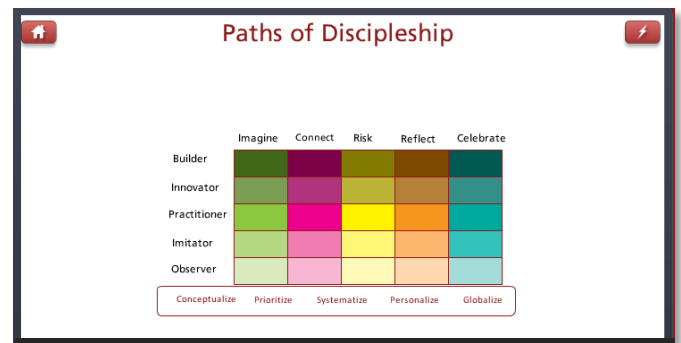 Paths of Discipleship
Imagine Connect Risk Reflect Celebrate
Builder
Innovator
Practitioner
Imitator
Observer
Conceptualize Prioritize Systematize Personalize Globalize